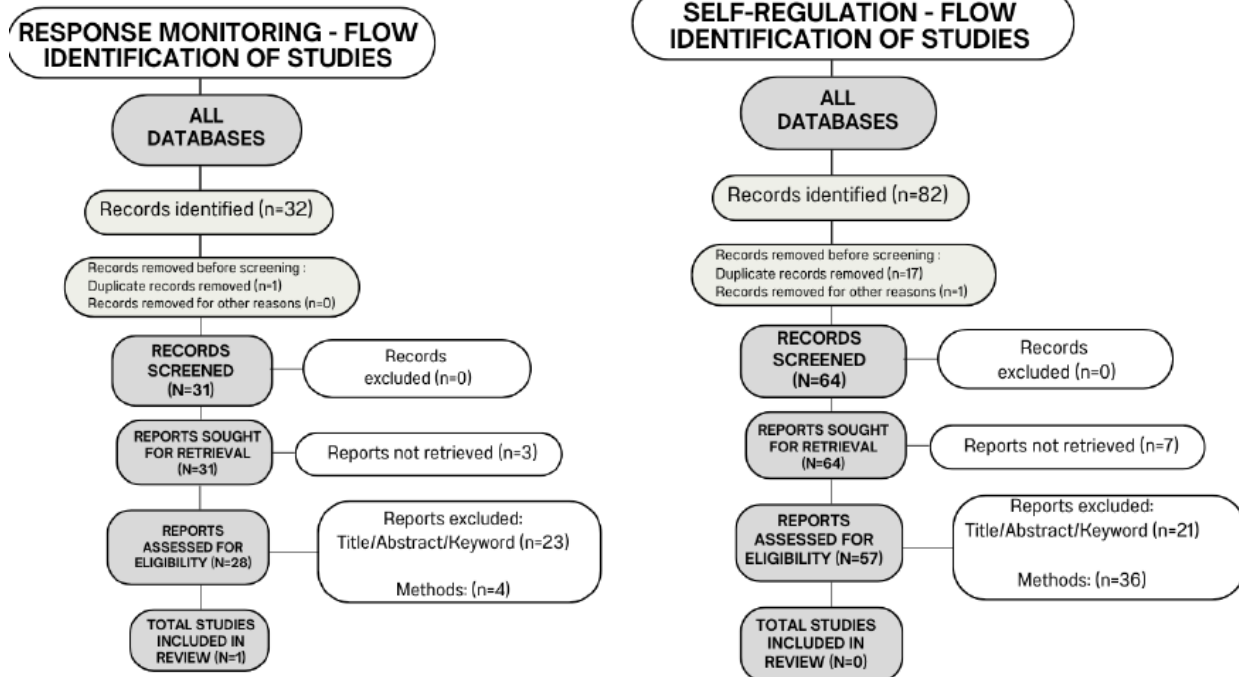 RESPONSE MONITORING - FLOW
IDENTIFICATION OF STUDIES
ALL
DATABASES
Records identified (n=32)
Records removed before screening :
Duplicate records removed (n=1)
Records removed for other reasons (n=0)
RECORDS
SCREENED
(N=31)
Records
excluded (n=0)
REPORTS SOUGHT
FOR RETRIEVAL
(N=31)
Reports not retrieved (n=3)
REPORTS
ASSESSED FOR
ELIGIBILITY (N=28)
Reports excluded:
Title/Abstract/Keyword (n=23)
Methods: (n=4)
TOTAL STUDIES
INCLUDED IN
REVIEW (N=1)
SELF-REGULATION - FLOW
IDENTIFICATION OF STUDIES
ALL
DATABASES
Records identified (n=82)
Records removed before screening :
Duplicate records removed (n=17)
Records removed for other reasons (n=1)
RECORDS
SCREENED
(N=64)
Records
excluded (n=0)
REPORTS SOUGHT
FOR RETRIEVAL
(N=64)
Reports not retrieved (n=7)
REPORTS
ASSESSED FOR
ELIGIBILITY (N=57)
Reports excluded:
Title/Abstract/Keyword (n=21)
Methods: (n=36)
TOTAL STUDIES
INCLUDED IN
REVIEW (N=0)